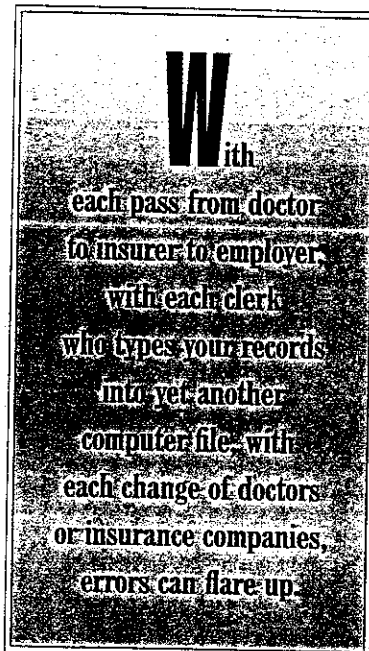 With
each pass from doctor
to insurer to employer,
with each clerk
who types your records
into yet another
computer file, with
each change of doctors
or insurance companies,
errors can flare up.